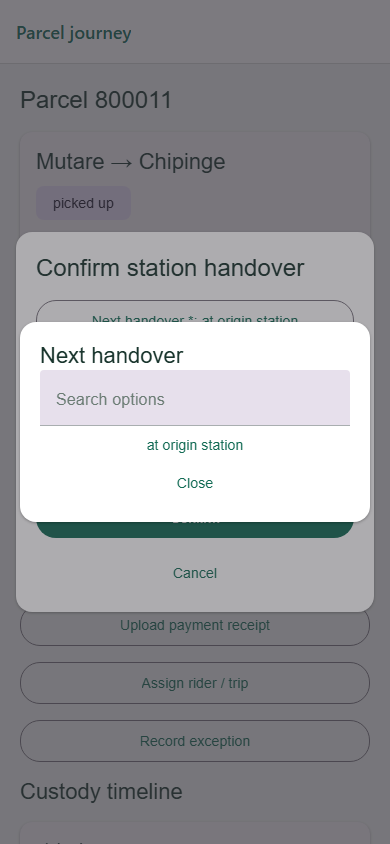 Parcel journey
Parcel 800011
Mutare → Chipinge
picked up
Confirm station handover
Next handover *: at origin station
Next handover
Search options
at origin station
Close
Cancel
Upload payment receipt
Assign rider / trip
Record exception
Custody timeline